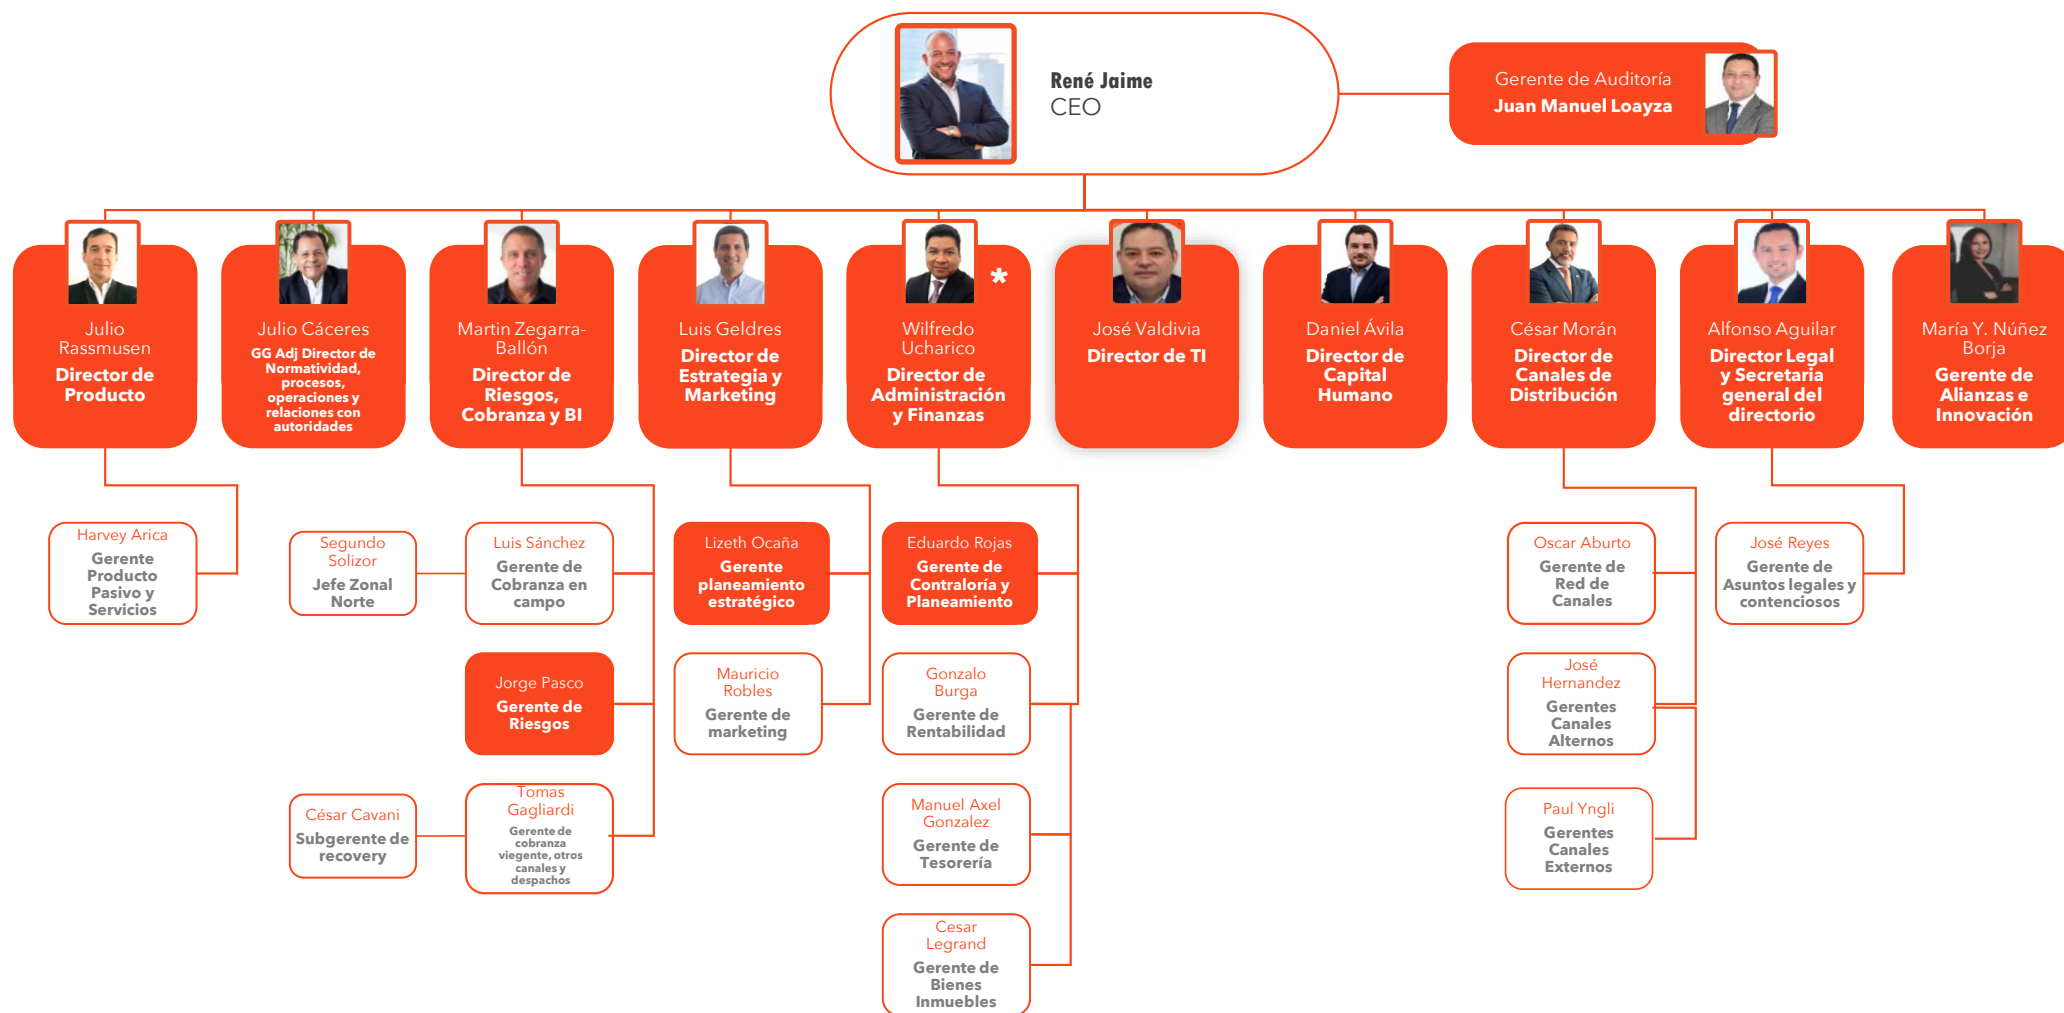 René Jaime
CEO
Gerente de Auditoría
Juan Manuel Loayza
Julio
Rassmusen
Director de
Producto
Julio Cáceres
GG Adj Director de
Normatividad,
procesos,
operaciones y
relaciones con
autoridades
Martin Zegarra-
Ballón
Director de
Riesgos,
Cobranza y BI
Luis Geldres
Director de
Estrategia y
Marketing
*
Wilfredo
Ucharico
Director de
Administración
y Finanzas
José Valdivia
Director de TI
Daniel Ávila
Director de
Capital
Humano
César Morán
Director de
Canales de
Distribución
Alfonso Aguilar
Director Legal
y Secretaria
general del
directorio
María Y. Núñez
Borja
Gerente de
Alianzas e
Innovación
Harvey Arica
Gerente
Producto
Pasivo y
Servicios
Segundo
Solizor
Jefe Zonal
Norte
Luis Sánchez
Gerente de
Cobranza en
campo
Lizeth Ocaña
Gerente
planeamiento
estratégico
Eduardo Rojas
Gerente de
Contraloría y
Planeamiento
Oscar Aburto
Gerente de
Red de
Canales
José Reyes
Gerente de
Asuntos legales y
contenciosos
Jorge Pasco
Gerente de
Riesgos
Mauricio
Robles
Gerente de
marketing
Gonzalo
Burga
Gerente de
Rentabilidad
José
Hernandez
Gerentes
Canales
Alternos
César Cavani
Subgerente de
recovery
Tomas
Gagliardi
Gerente de
cobranza
viegente, otros
canales y
despachos
Manuel Axel
Gonzalez
Gerente de
Tesorería
Paul Yngli
Gerentes
Canales
Externos
Cesar
Legrand
Gerente de
Bienes
Inmuebles